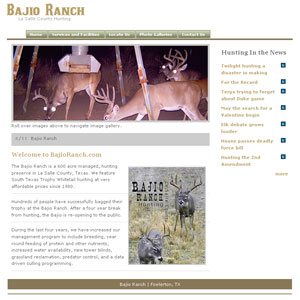 BAJIO RANCH
La Salle County Hunting
Home
Services and Facilities
Locate Us
Photo Galleries
Contact Us
Roll over images above to navigate image gallery.
Bajio Ranch
Welcome to BajioRanch.com
The Bajio Ranch is a 600 acre managed, hunting
preserve in La Salle County, Texas. We feature
South Texas Trophy Whitetail hunting at very
affordable prices since 1980.
Hundreds of people have successfully bagged their
trophy at the Bajio Ranch. After a four year break
from hunting, the Bajio is re-opening to the public.
During the last four years, we have increased our
management program to include breeding, year
round feeding of protein and other nutrients,
increased water availability, new tower blinds,
grassland reclamation, predator control, and a data
driven culling programming.
BAJIO
RANCH
Hunting
Hunting In the News
Twilight hunting a
disaster in making
For the Record
Tongs trying to forget
about Duke game
May the search for a
Valentine begin
Elk debate grows
louder
House passes deadly
force bill
Hunting the 2nd
Amendment
more
Bajio Ranch | Fowlerton, TX